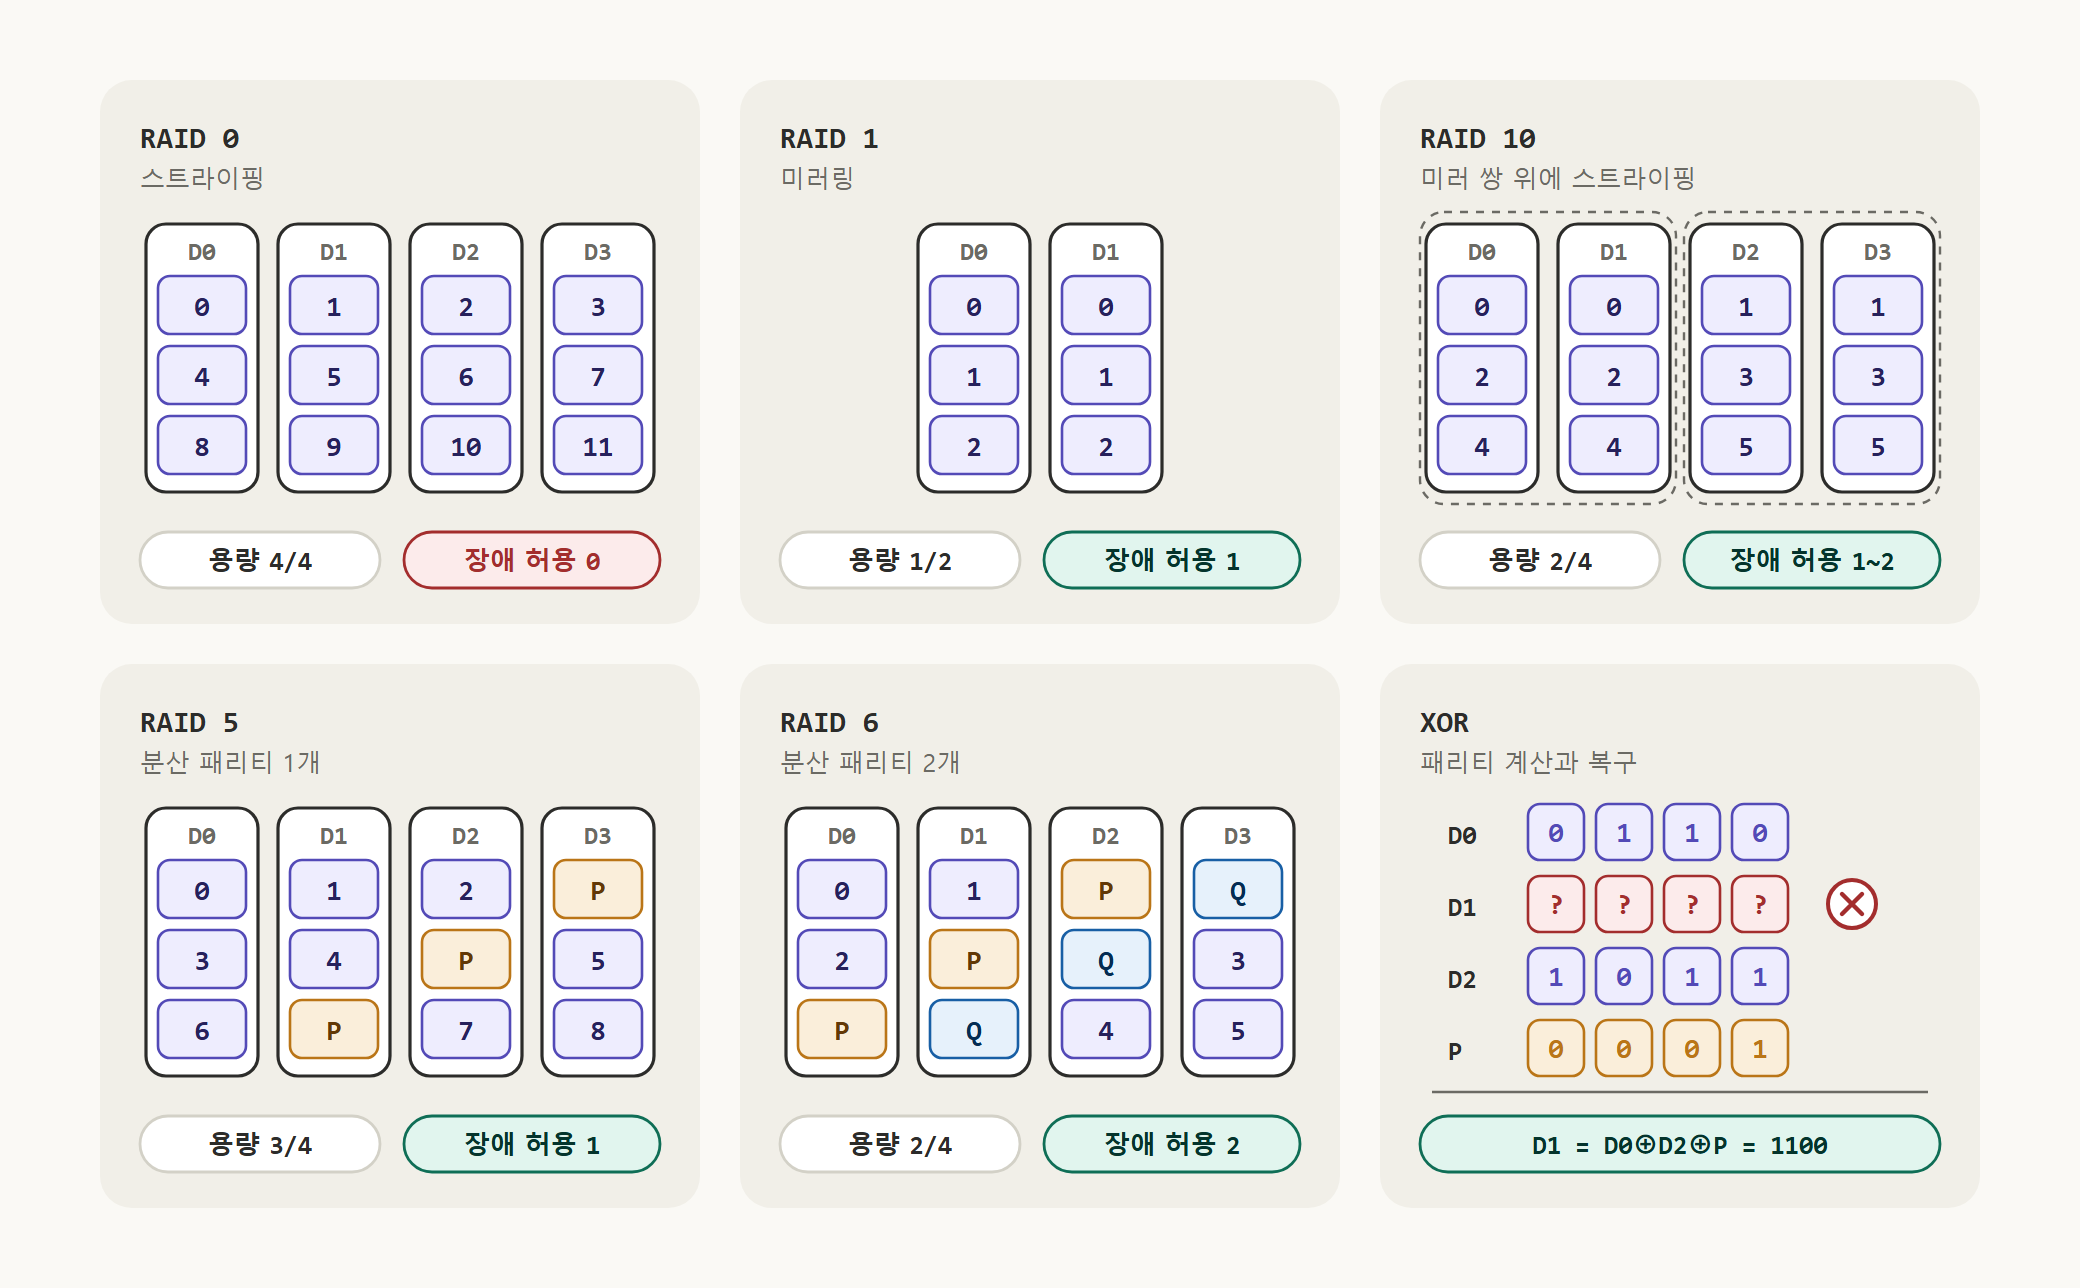 RAID 0
스트라이핑
D0 D1 D2 D3
0 1 2 3
4 5 6 7
8 9 10 11
용량 4/4 장애 허용 0
RAID 1
미러링
D0 D1
0 0
1 1
2 2
용량 1/2 장애 허용 1
RAID 10
미러 쌍 위에 스트라이핑
D0 D1 D2 D3
0 0 1 1
2 2 3 3
4 4 5 5
용량 2/4 장애 허용 1~2
RAID 5
분산 패리티 1개
D0 D1 D2 D3
0 1 2 P
3 4 P 5
6 P 7 8
용량 3/4 장애 허용 1
RAID 6
분산 패리티 2개
D0 D1 D2 D3
0 1 P Q
2 P Q 3
P Q 4 5
용량 2/4 장애 허용 2
XOR
패리티 계산과 복구
D0 0 1 1 0
D1 ? ? ? ?
D2 1 0 1 1
P 0 0 0 1
D1 = D0⊕D2⊕P = 1100